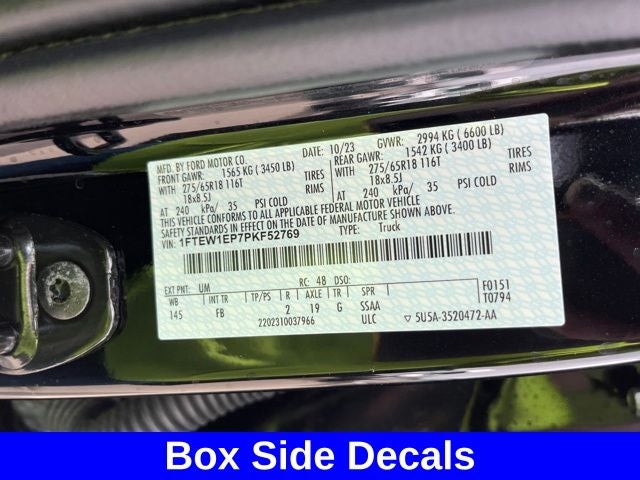 MFD. BY FORD MOTOR CO.
DATE: 10/23
GVWR: 2994 KG ( 6600 LB)
FRONT GAWR: 1565 KG ( 3450 LB)
REAR GAWR: 1542 KG ( 3400 LB)
WITH 275/65R18 116T TIRES
WITH 275/65R18 116T TIRES
18x8.5J RIMS
18x8.5J RIMS
AT 240 kPa/ 35 PSI COLD
AT 240 kPa/ 35 PSI COLD
THIS VEHICLE CONFORMS TO ALL APPLICABLE FEDERAL MOTOR VEHICLE
SAFETY STANDARDS IN EFFECT ON THE DATE OF MANUFACTURE SHOWN ABOVE.
VIN: 1FTEW1EP7PKF52769
TYPE: Truck
EXT PNT: UM RC: 48 DSO:
WB INT TR TP/PS R AXLE TR SPR
145 FB 2 19 G SSAA
2202310037966 ULC
F0151
T0794
▽ 5U5A-3520472-AA
Box Side Decals